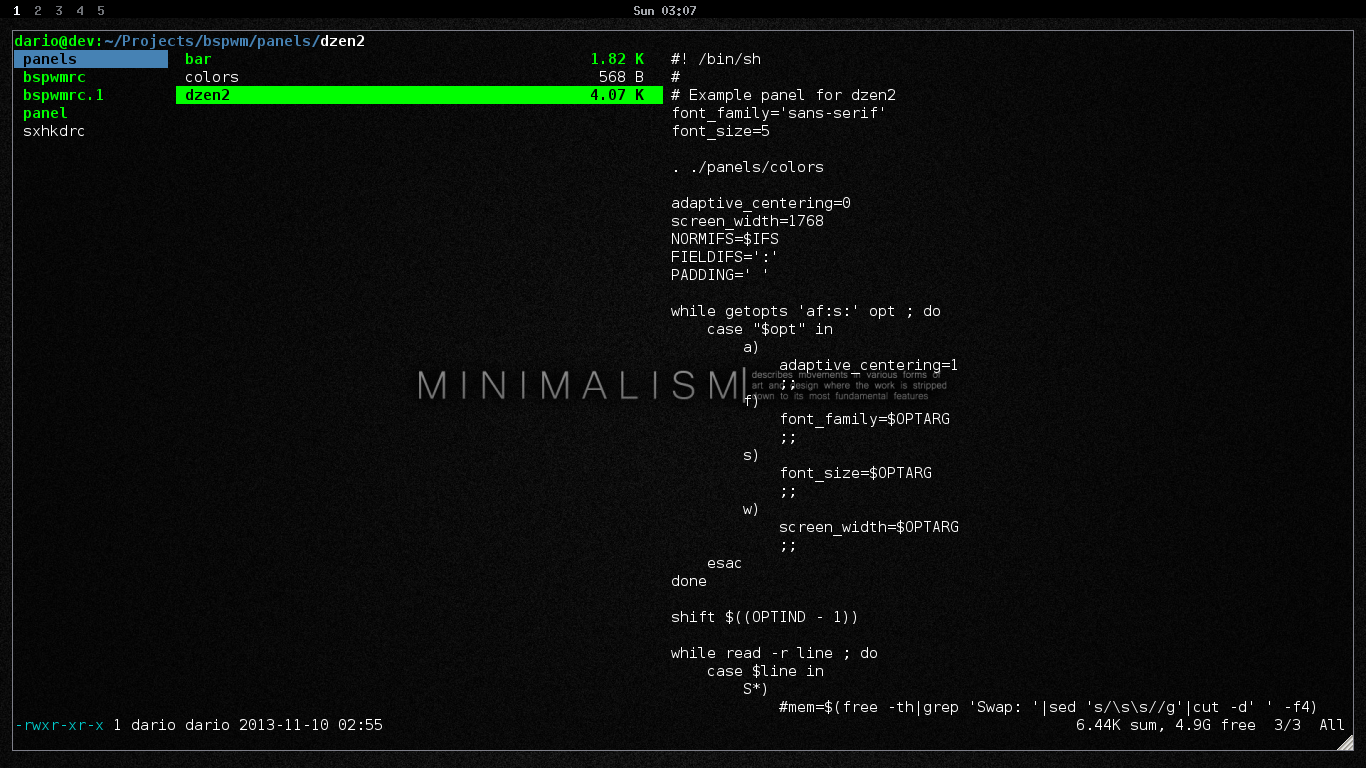 1 2 3 4 5
Sun 03:07
dario@dev:~/Projects/bspwm/panels/dzen2
panels
bspwmrc
bspwmrc.1
panel
sxhkdrc
bar 1.82 K
colors 568 B
dzen2 4.07 K
#! /bin/sh
#
# Example panel for dzen2
font_family='sans-serif'
font_size=5
. ./panels/colors
adaptive_centering=0
screen_width=1768
NORMIFS=$IFS
FIELDIFS=':'
PADDING=' '
while getopts 'af:s:' opt ; do
    case "$opt" in
        a)
            adaptive_centering=1
            ;;
        f)
            font_family=$OPTARG
            ;;
        s)
            font_size=$OPTARG
            ;;
        w)
            screen_width=$OPTARG
            ;;
    esac
done
shift $((OPTIND - 1))
while read -r line ; do
    case $line in
        S*)
            #mem=$(free -th|grep 'Swap: '|sed 's/\s\s//g'|cut -d' ' -f4)
MINIMALISM
describes movements in various forms of
art and design where the work is stripped
down to its most fundamental features
-rwxr-xr-x 1 dario dario 2013-11-10 02:55
6.44K sum, 4.9G free 3/3 All